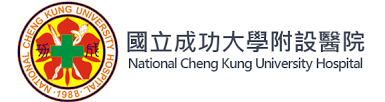 NATIONAL CHENG KUNG UNIVERSITY HOSPITAL
1988
成
國立成功大學附設醫院
National Cheng Kung University Hospital